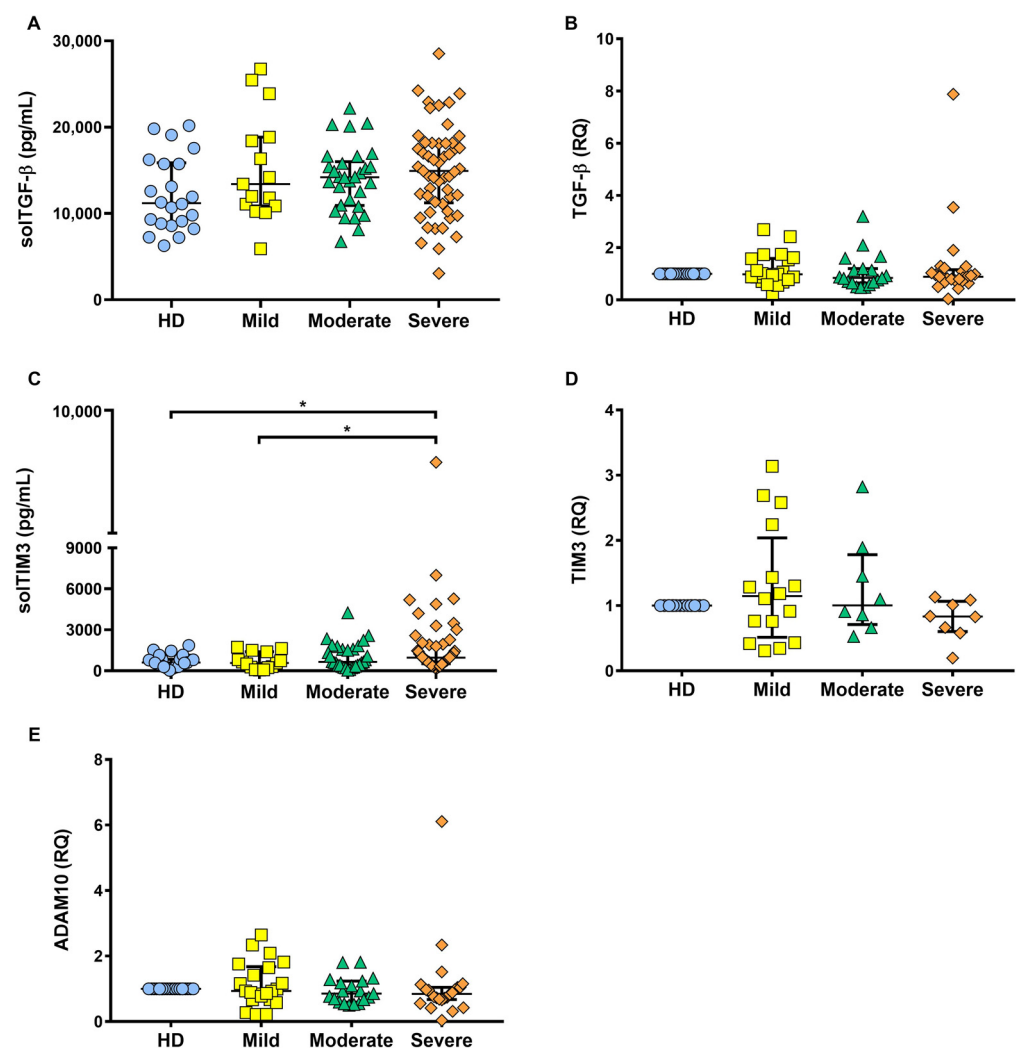 A
solTGF-β (pg/mL)
30,000
20,000
10,000
0
HD Mild Moderate Severe
B
TGF-β (RQ)
10
8
6
4
2
0
HD Mild Moderate Severe
C
solTIM3 (pg/mL)
10,000
9000
6000
3000
0
*
*
HD Mild Moderate Severe
D
TIM3 (RQ)
4
3
2
1
0
HD Mild Moderate Severe
E
ADAM10 (RQ)
8
6
4
2
0
HD Mild Moderate Severe